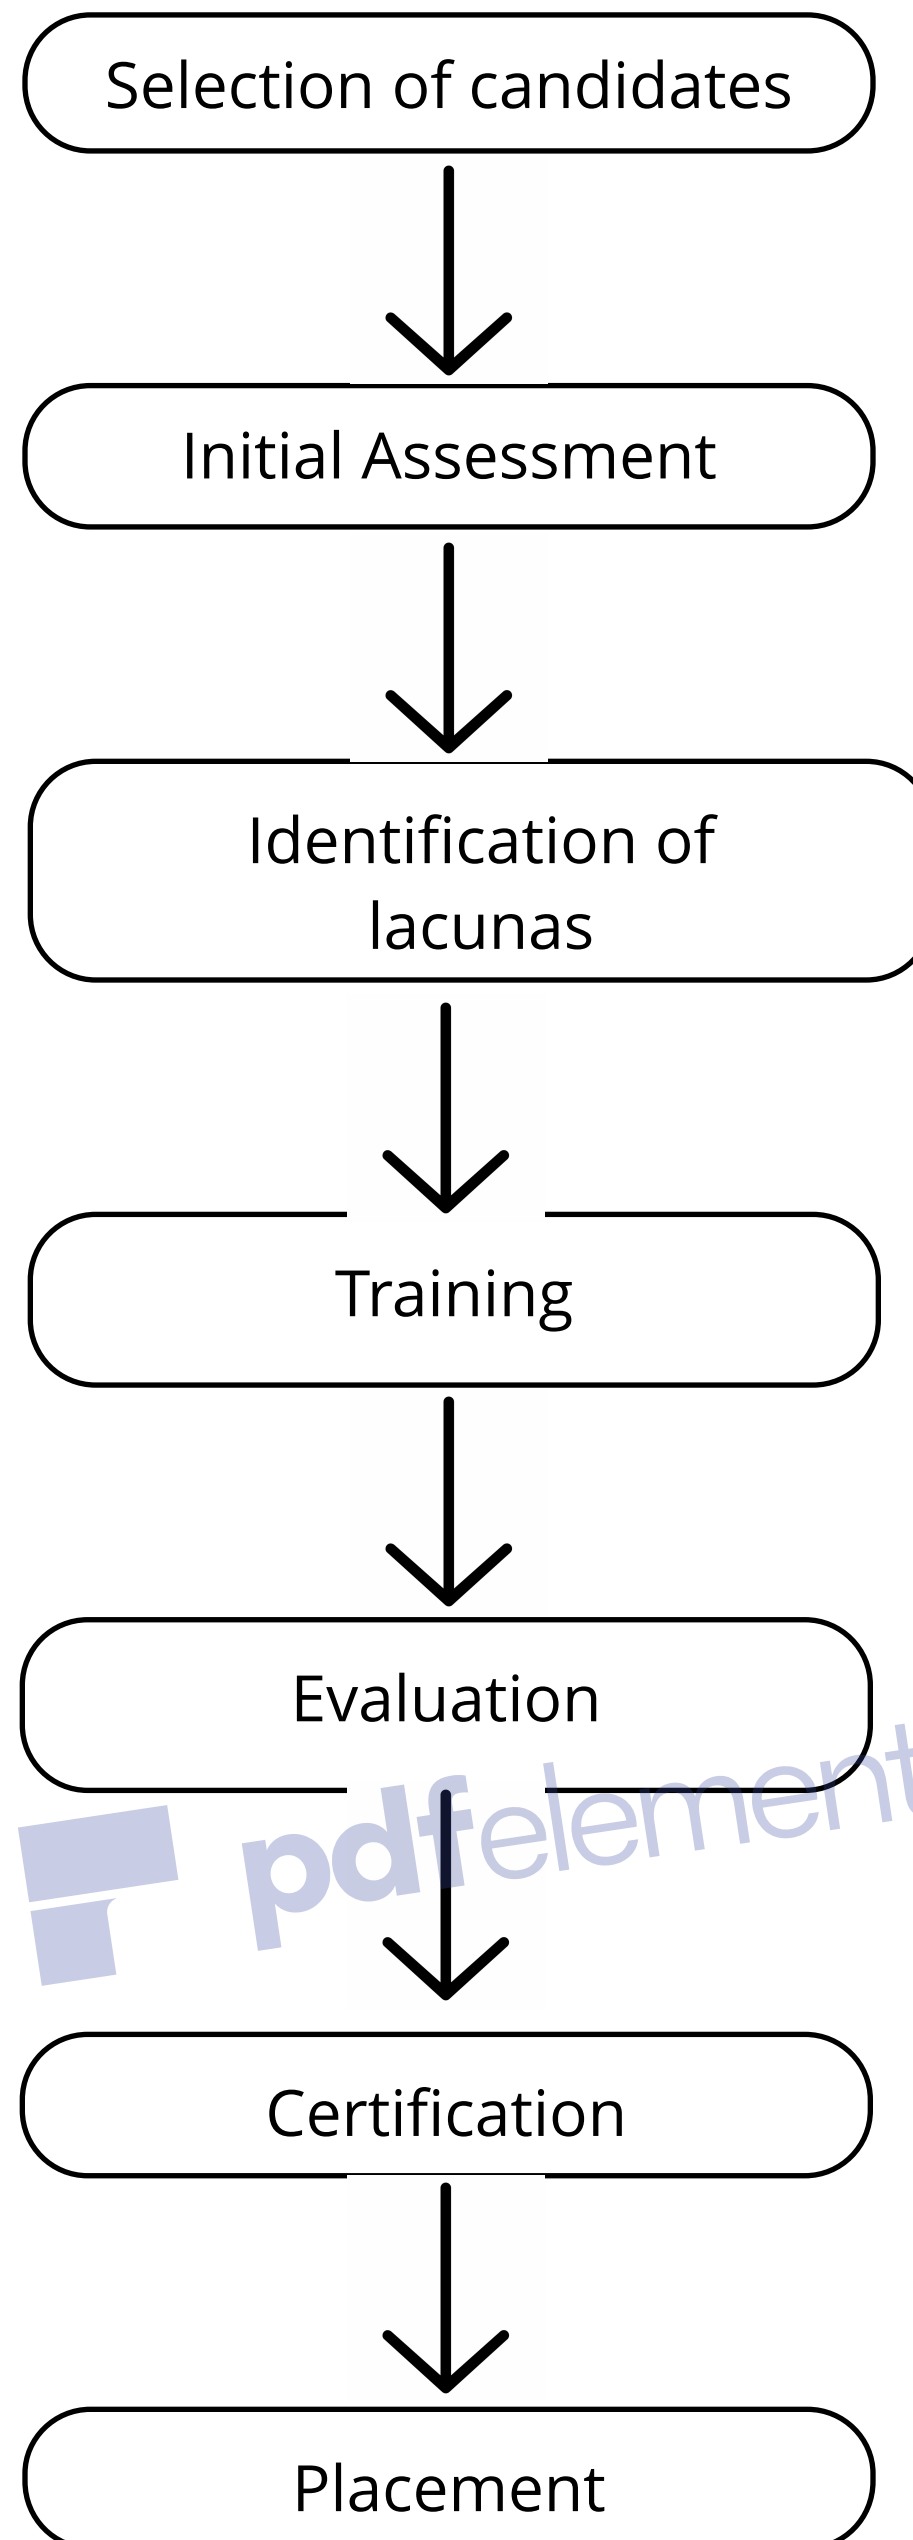 Selection of candidates
Initial Assessment
Identification of
lacunas
Training
Evaluation
pdfelement
Certification
Placement